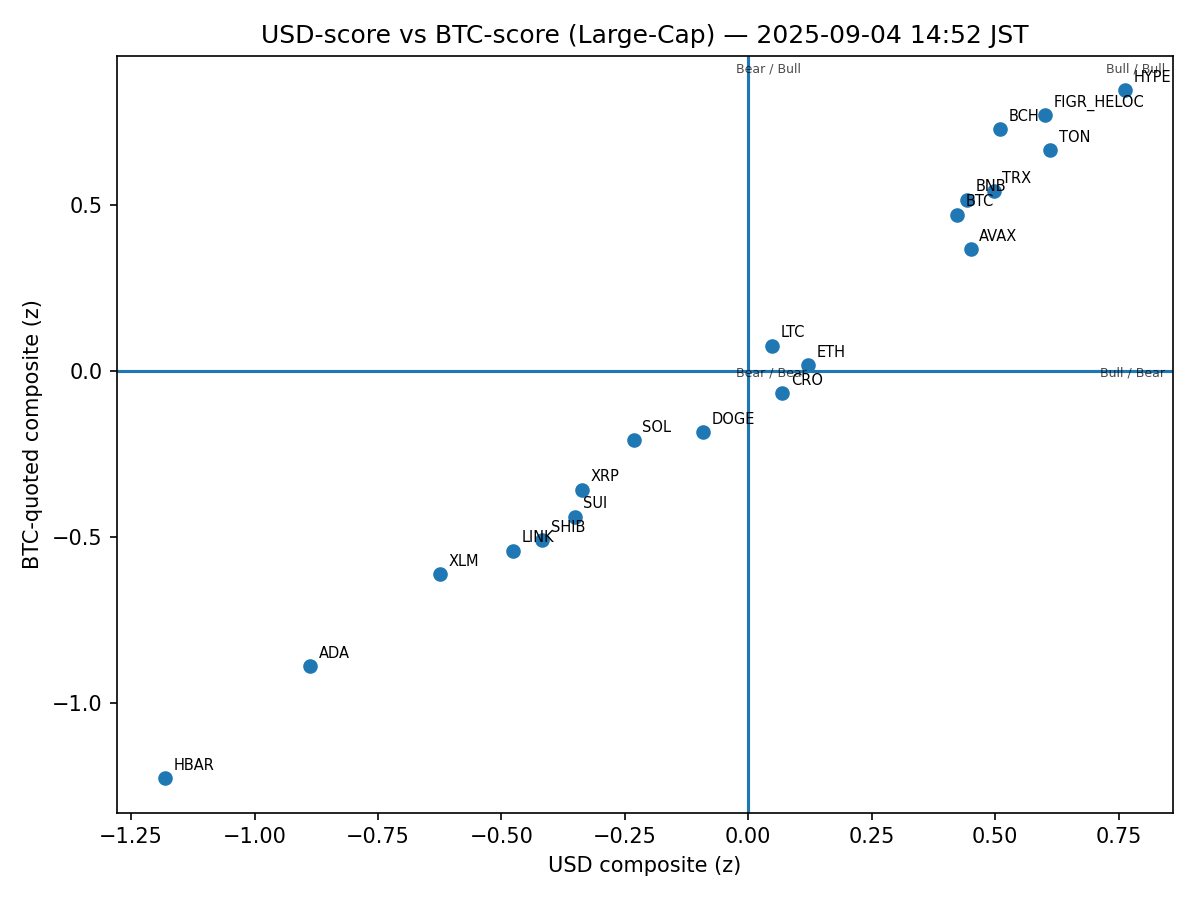 USD-score vs BTC-score (Large-Cap) — 2025-09-04 14:52 JST
Bear / Bull
Bull / Bull
HYPE
FIGR_HELOC
BCH
TON
TRX
BNB
BTC
AVAX
LTC
ETH
Bear / Bear
Bull / Bear
CRO
DOGE
SOL
XRP
SUI
SHIB
LINK
XLM
ADA
HBAR
0.5
0.0
−0.5
−1.0
BTC-quoted composite (z)
−1.25
−1.00
−0.75
−0.50
−0.25
0.00
0.25
0.50
0.75
USD composite (z)